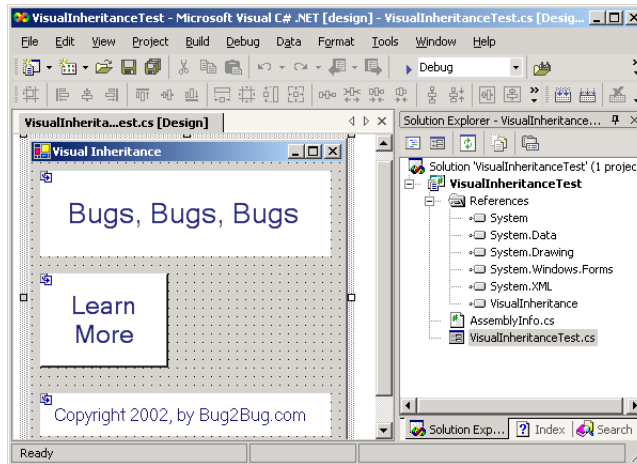 VisualInheritanceTest - Microsoft Visual C# .NET [design] - VisualInheritanceTest.cs [Desig...
File Edit View Project Build Debug Data Format Tools Window Help
Debug
VisualInherita...est.cs [Design]
Visual Inheritance
Bugs, Bugs, Bugs
Learn
More
Copyright 2002, by Bug2Bug.com
Solution Explorer - VisualInheritance...
Solution 'VisualInheritanceTest' (1 projec
VisualInheritanceTest
References
System
System.Data
System.Drawing
System.Windows.Forms
System.XML
VisualInheritance
AssemblyInfo.cs
VisualInheritanceTest.cs
Solution Exp... Index Search
Ready